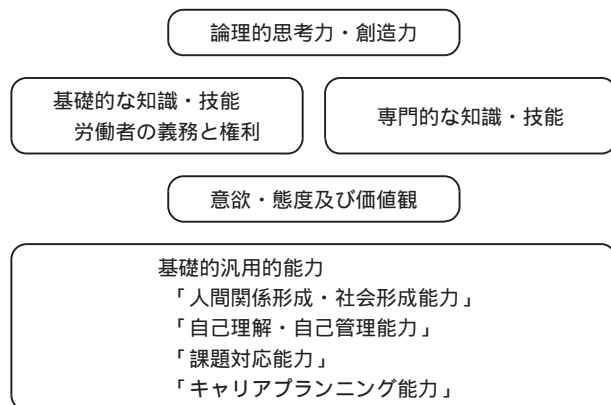 論理的思考力・創造力
基礎的な知識・技能
労働者の義務と権利
専門的な知識・技能
意欲・態度及び価値観
基礎的汎用的能力
「人間関係形成・社会形成能力」
「自己理解・自己管理能力」
「課題対応能力」
「キャリアプランニング能力」